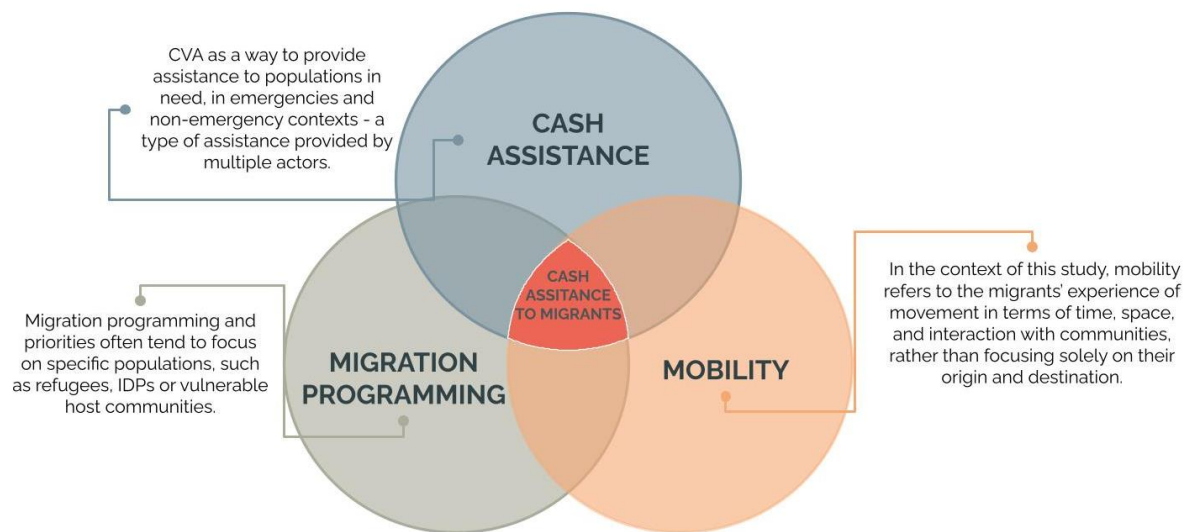 CVA as a way to provide
assistance to populations in
need, in emergencies and
non-emergency contexts - a
type of assistance provided by
multiple actors.
CASH
ASSISTANCE
CASH
ASSITANCE
TO MIGRANTS
Migration programming and
priorities often tend to focus
on specific populations, such
as refugees, IDPs or vulnerable
host communities.
MIGRATION
PROGRAMMING
MOBILITY
In the context of this study, mobility
refers to the migrants' experience of
movement in terms of time, space,
and interaction with communities,
rather than focusing solely on their
origin and destination.